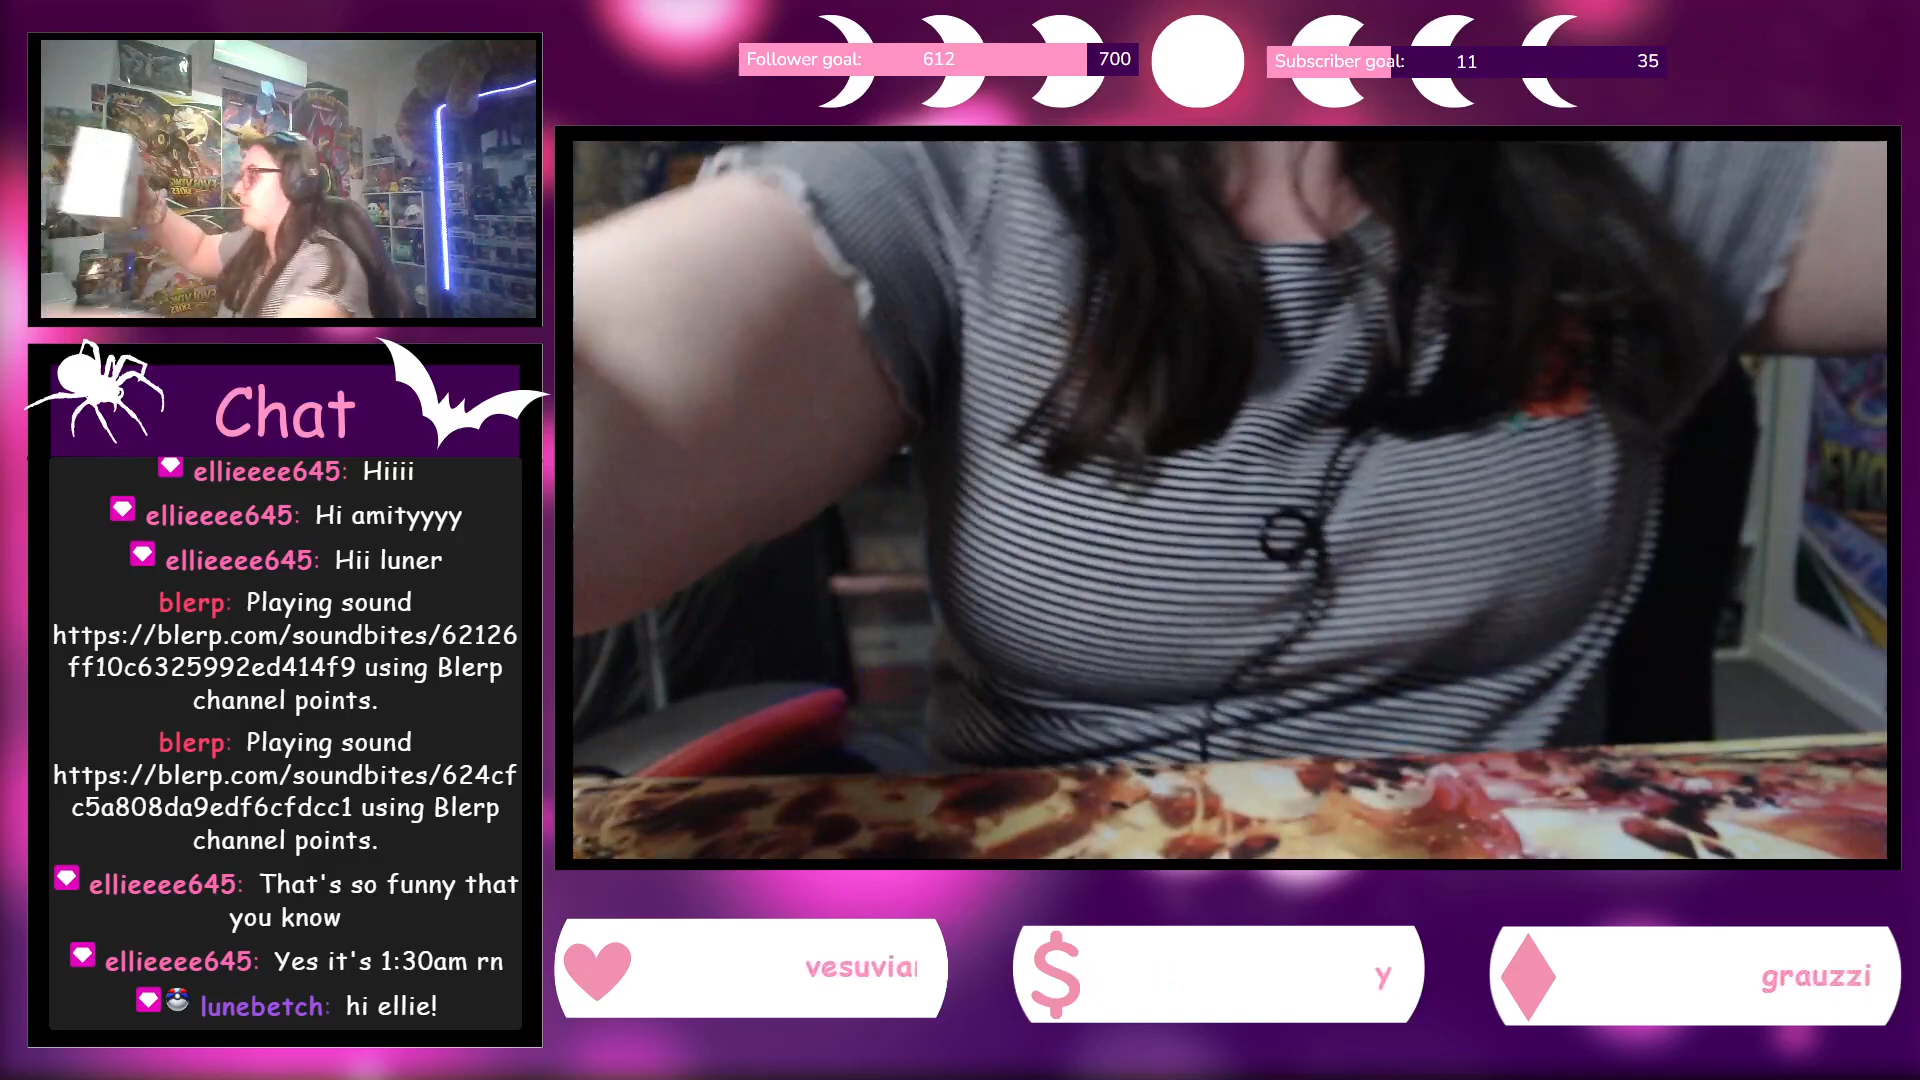 Follower goal: 612 700
Subscriber goal: 11 35
Chat
ellieeee645: Hiiii
ellieeee645: Hi amityyyy
ellieeee645: Hii luner
blerp: Playing sound
https://blerp.com/soundbites/62126
ff10c6325992ed414f9 using Blerp
channel points.
blerp: Playing sound
https://blerp.com/soundbites/624cf
c5a808da9edf6cfdcc1 using Blerp
channel points.
ellieeee645: That's so funny that
you know
ellieeee645: Yes it's 1:30am rn
lunebetch: hi ellie!
vesuvia
y
grauzzi